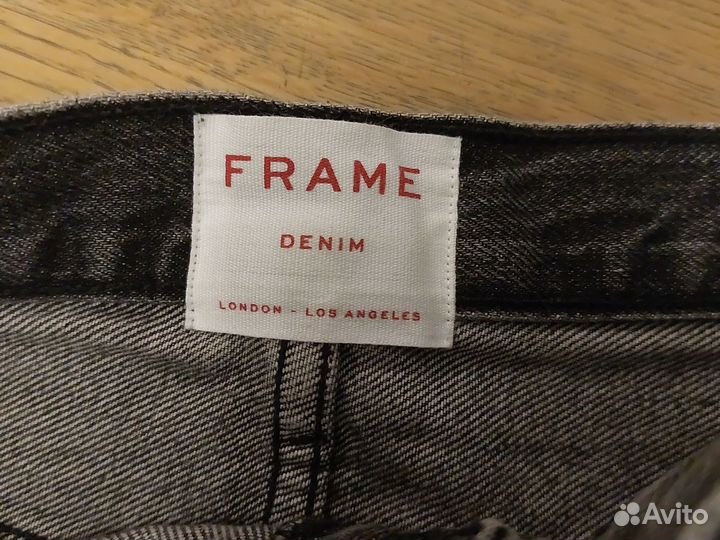 FRAME
DENIM
LONDON - LOS ANGELES
Avito